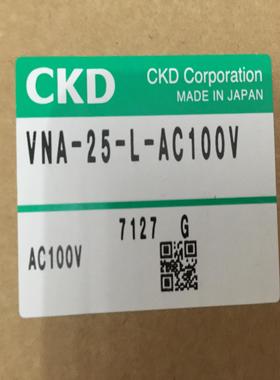 CKD
CKD Corporation
MADE IN JAPAN
VNA-25-L-AC100V
7127 G
AC100V